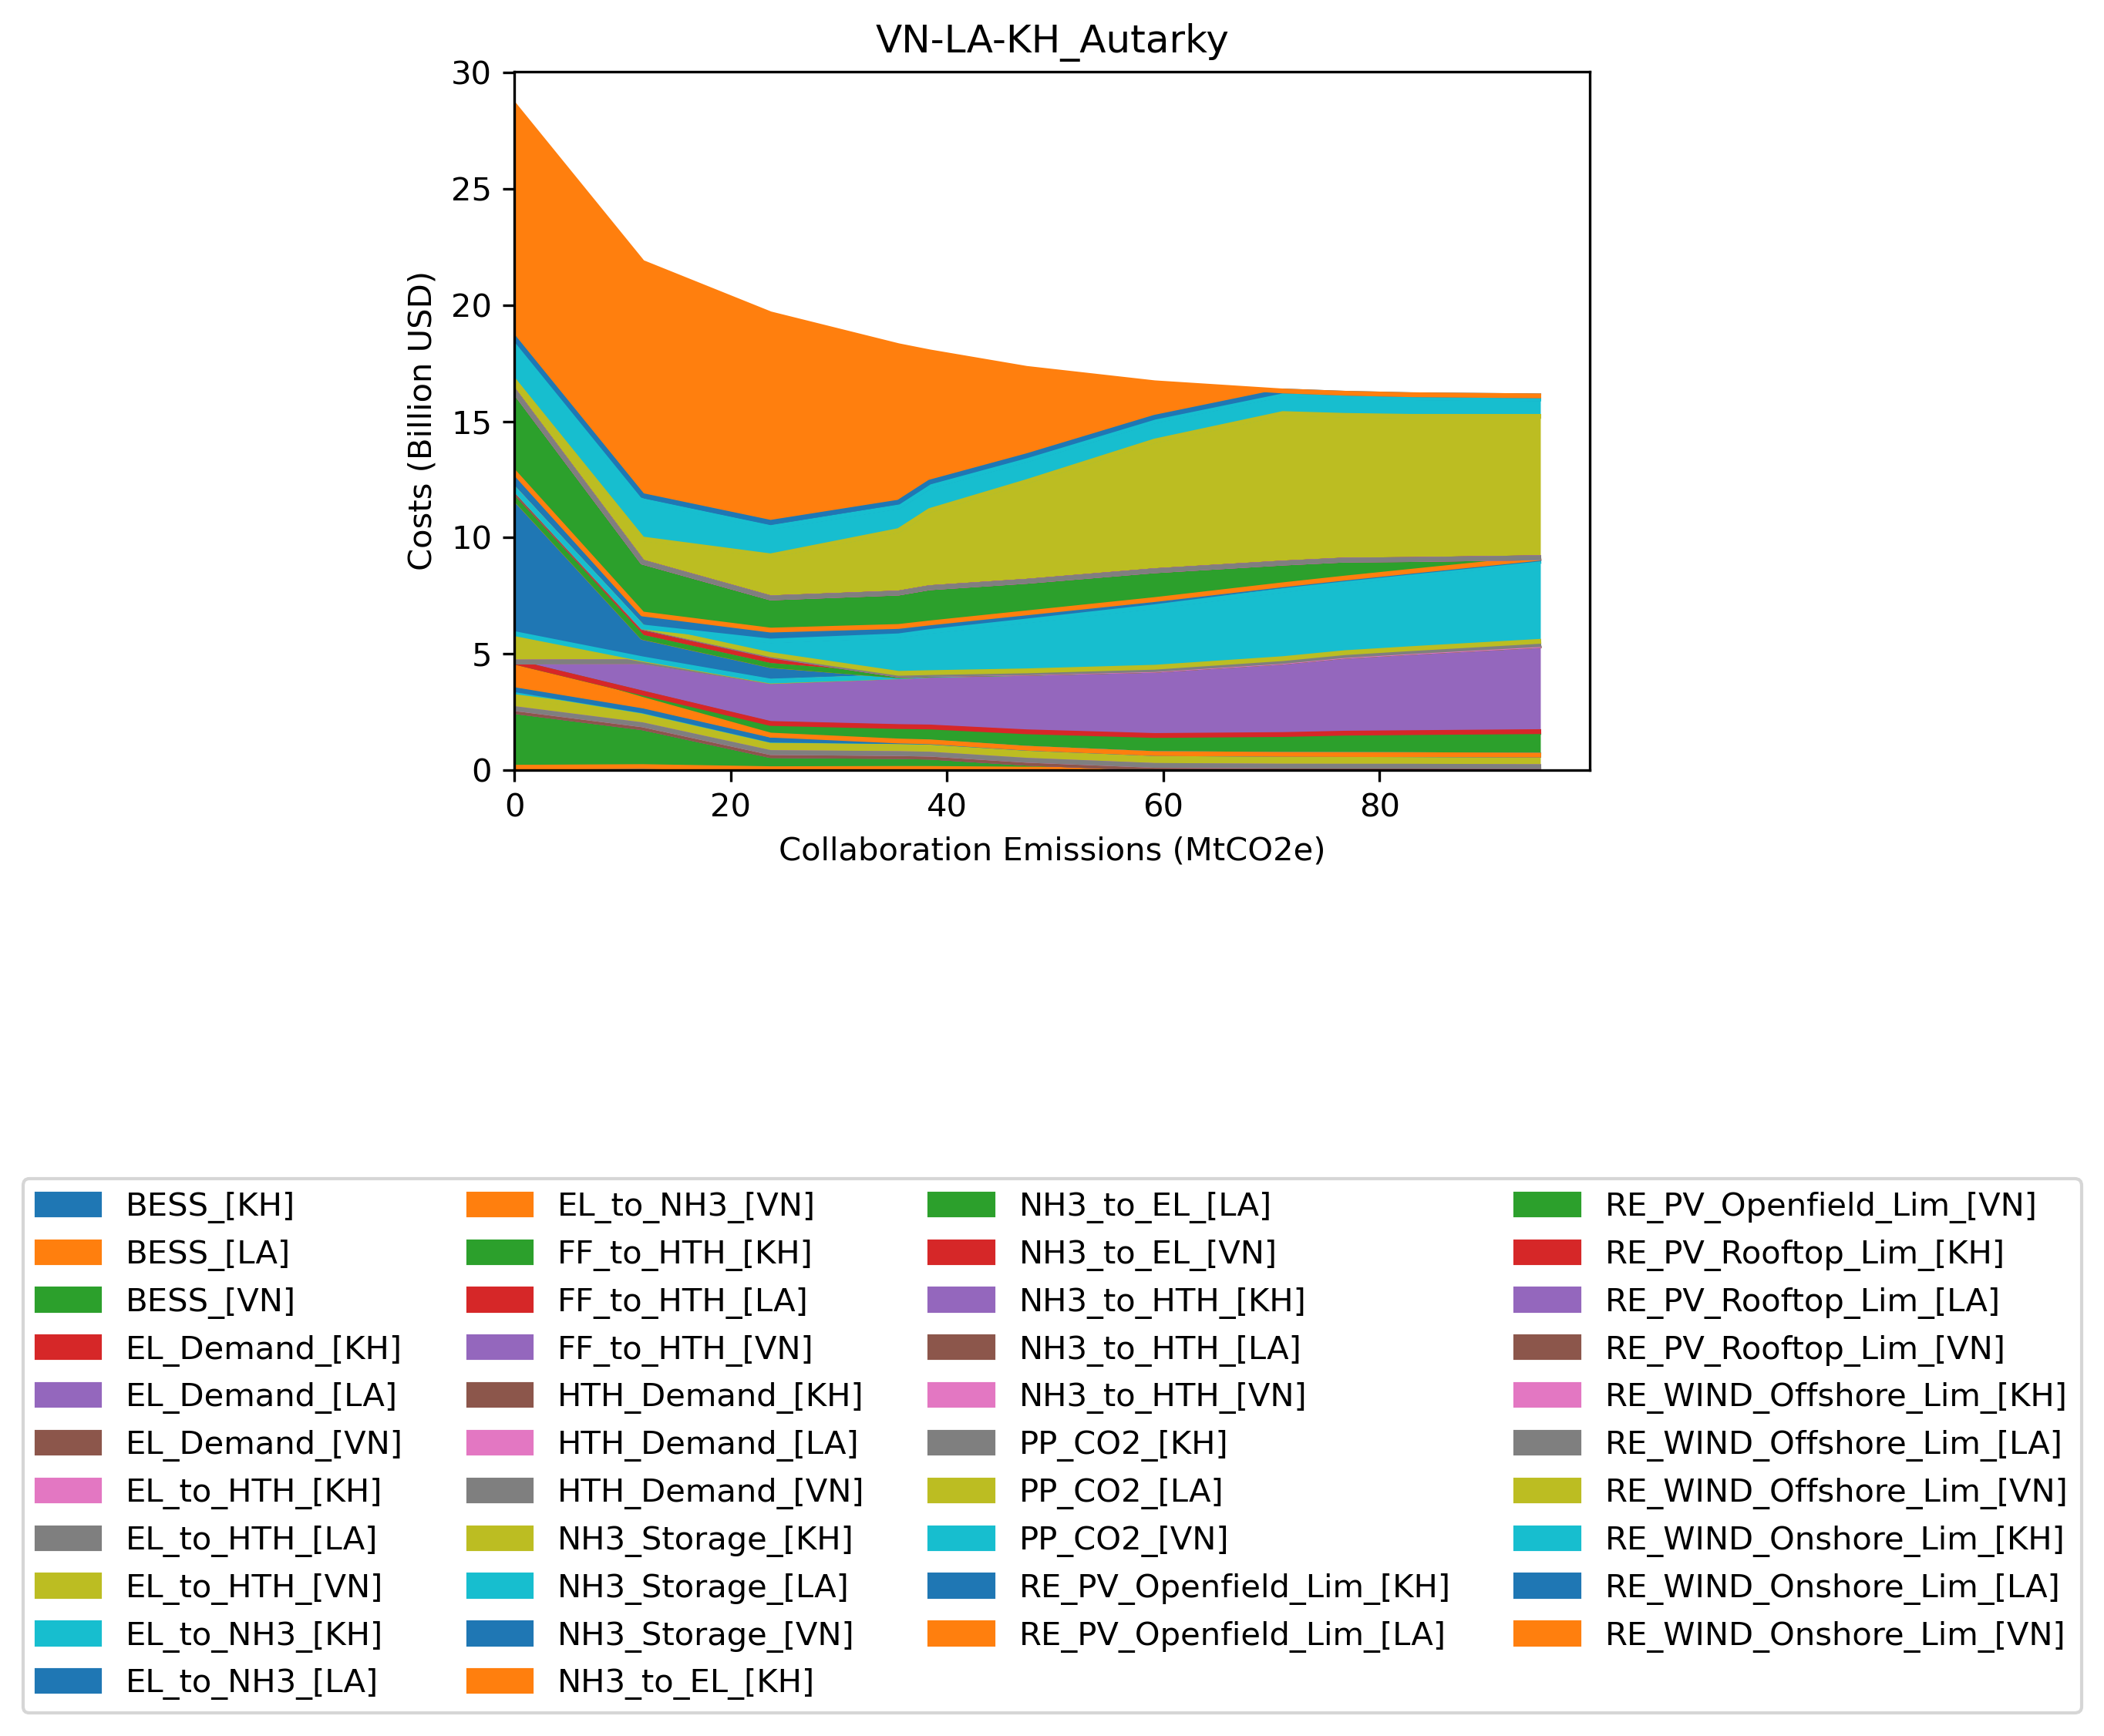 VN-LA-KH_Autarky
Costs (Billion USD)
30
25
20
15
10
5
0
0 20 40 60 80
Collaboration Emissions (MtCO2e)
BESS_[KH]
BESS_[LA]
BESS_[VN]
EL_Demand_[KH]
EL_Demand_[LA]
EL_Demand_[VN]
EL_to_HTH_[KH]
EL_to_HTH_[LA]
EL_to_HTH_[VN]
EL_to_NH3_[KH]
EL_to_NH3_[LA]
EL_to_NH3_[VN]
FF_to_HTH_[KH]
FF_to_HTH_[LA]
FF_to_HTH_[VN]
HTH_Demand_[KH]
HTH_Demand_[LA]
HTH_Demand_[VN]
NH3_Storage_[KH]
NH3_Storage_[LA]
NH3_Storage_[VN]
NH3_to_EL_[KH]
NH3_to_EL_[LA]
NH3_to_EL_[VN]
NH3_to_HTH_[KH]
NH3_to_HTH_[LA]
NH3_to_HTH_[VN]
PP_CO2_[KH]
PP_CO2_[LA]
PP_CO2_[VN]
RE_PV_Openfield_Lim_[KH]
RE_PV_Openfield_Lim_[LA]
RE_PV_Openfield_Lim_[VN]
RE_PV_Rooftop_Lim_[KH]
RE_PV_Rooftop_Lim_[LA]
RE_PV_Rooftop_Lim_[VN]
RE_WIND_Offshore_Lim_[KH]
RE_WIND_Offshore_Lim_[LA]
RE_WIND_Offshore_Lim_[VN]
RE_WIND_Onshore_Lim_[KH]
RE_WIND_Onshore_Lim_[LA]
RE_WIND_Onshore_Lim_[VN]